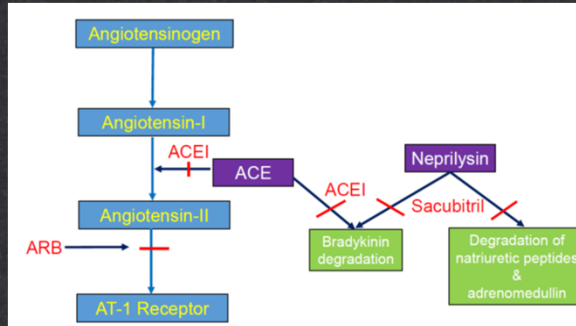 Angiotensinogen
Angiotensin-I
ACEI
ACE
Neprilysin
ACEI
Sacubitril
Angiotensin-II
ARB
Bradykinin
degradation
Degradation of
natriuretic peptides
&
adrenomedullin
AT-1 Receptor